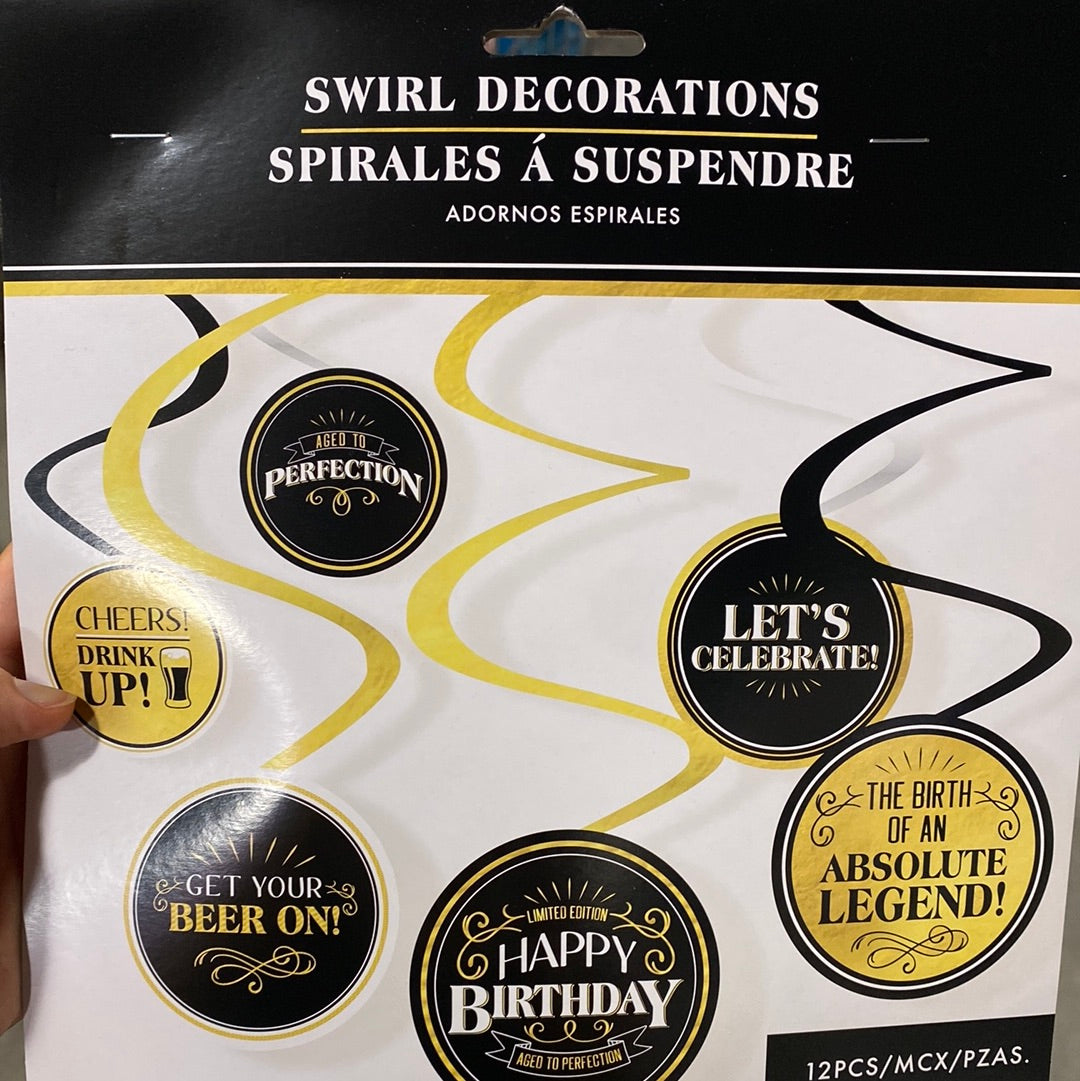 SWIRL DECORATIONS
SPIRALES Á SUSPENDRE
ADORNOS ESPIRALES
AGED TO
PERFECTION
CHEERS!
DRINK
UP!
LET'S
CELEBRATE!
GET YOUR
BEER ON!
THE BIRTH
OF AN
ABSOLUTE
LEGEND!
LIMITED EDITION
HAPPY
BIRTHDAY
AGED TO PERFECTION
12PCS/MCX/PZAS.